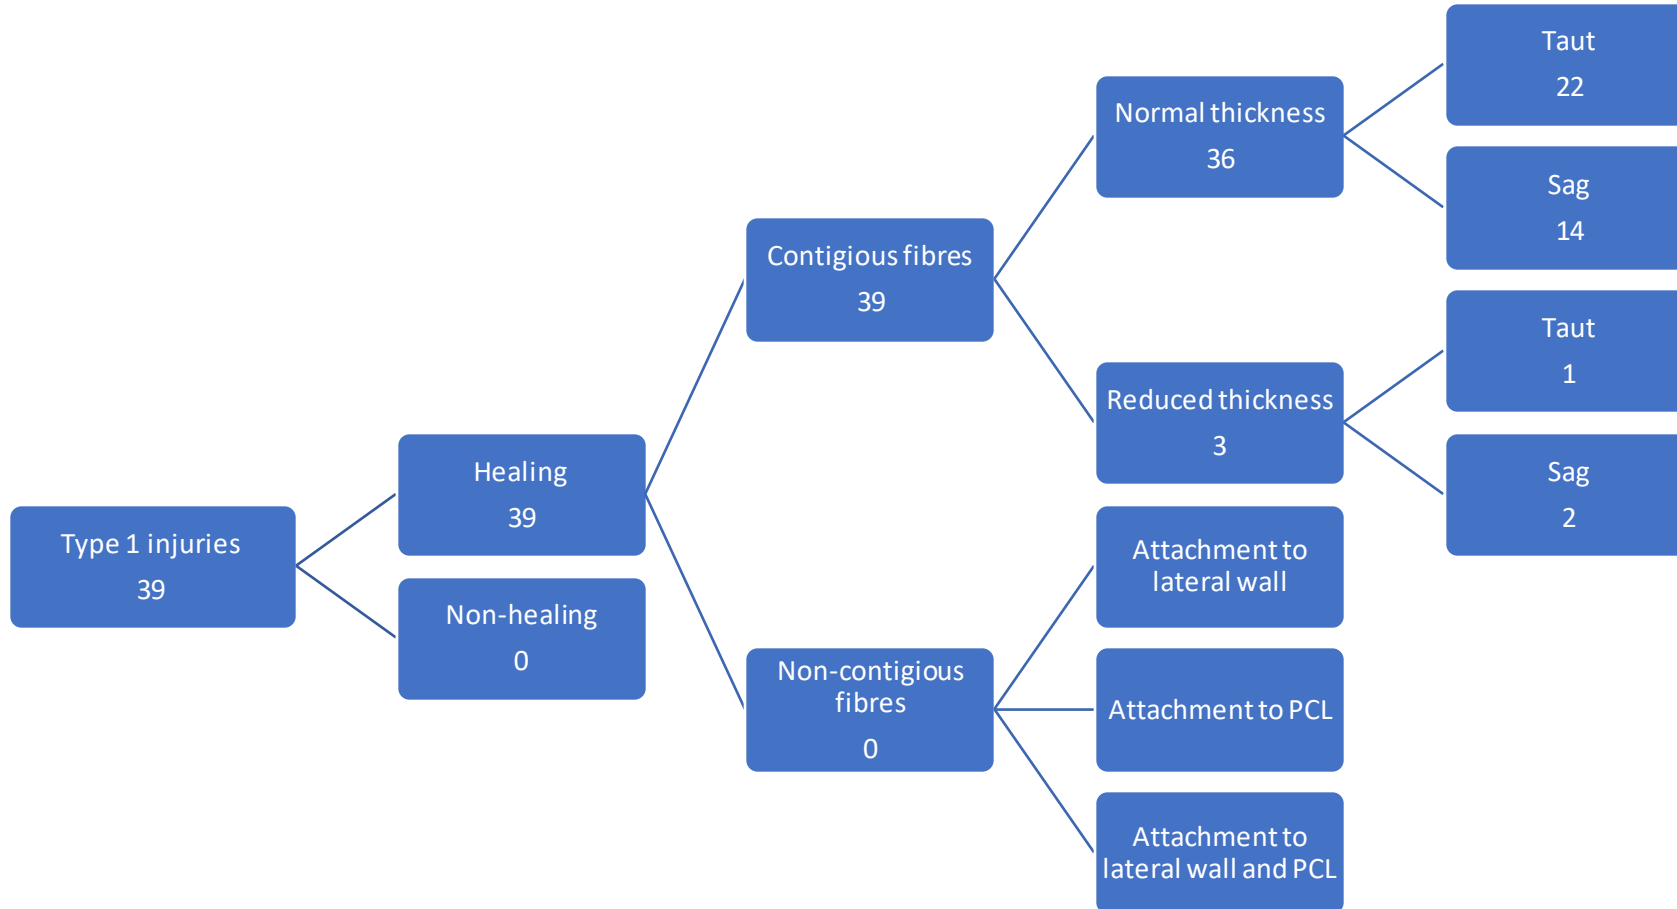 Type 1 injuries
39
Healing
39
Non-healing
0
Contigious fibres
39
Non-contigious
fibres
0
Normal thickness
36
Reduced thickness
3
Attachment to
lateral wall
Attachment to PCL
Attachment to
lateral wall and PCL
Taut
22
Sag
14
Taut
1
Sag
2